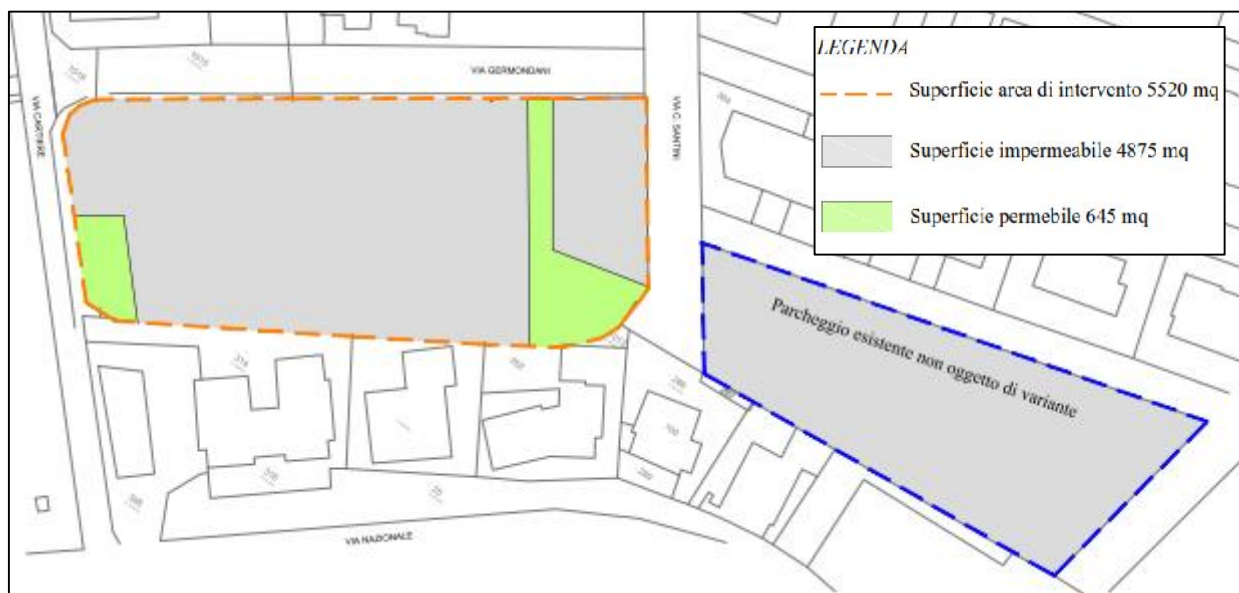 LEGENDA
Superficie area di intervento 5520 mq
Superficie impermeabile 4875 mq
Superficie permebile 645 mq
VIA GERMONDANI
VIA CARTIERE
VIA C. SANTINI
Parcheggio esistente non oggetto di variante
VIA NAZIONALE